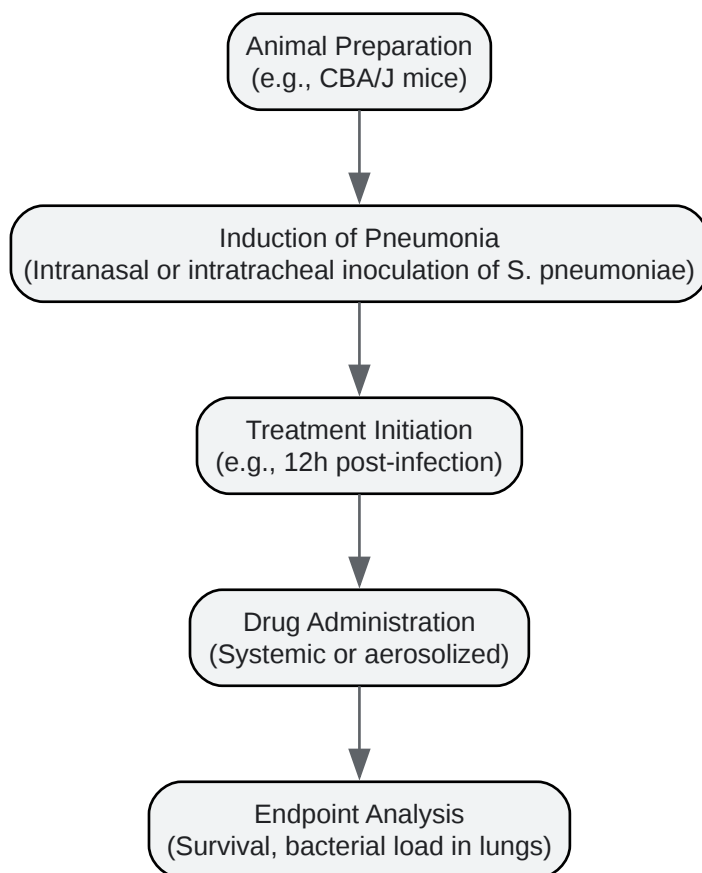 Animal Preparation
(e.g., CBA/J mice)
Induction of Pneumonia
(Intranasal or intratracheal inoculation of S. pneumoniae)
Treatment Initiation
(e.g., 12h post-infection)
Drug Administration
(Systemic or aerosolized)
Endpoint Analysis
(Survival, bacterial load in lungs)